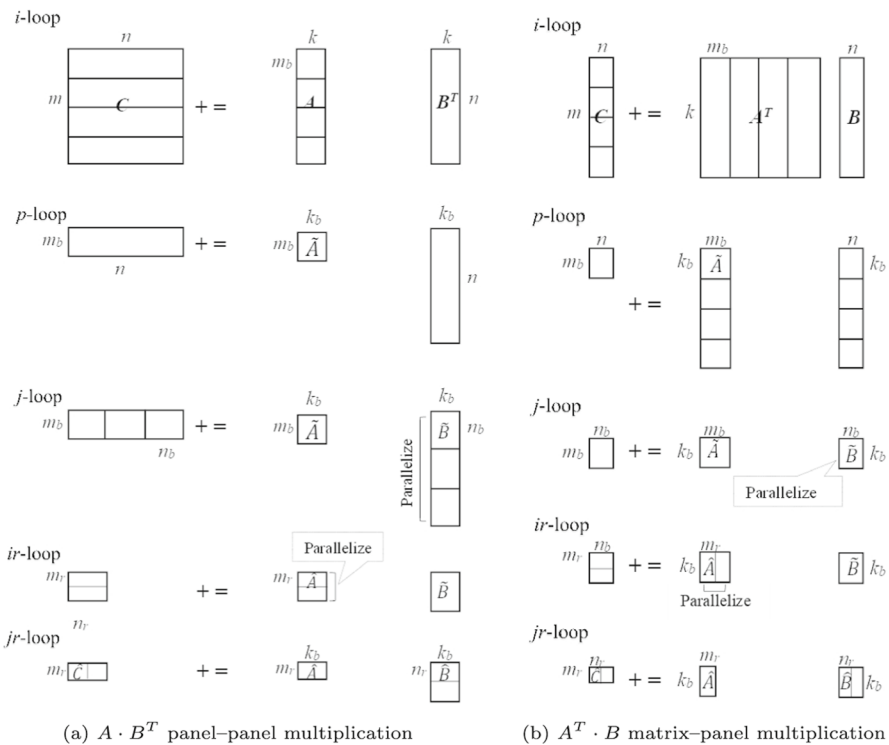 i-loop
n
k
k
m_b
m
C
+ =
A
B^T
n
p-loop
k_b
k_b
m_b
+ =
m_b
Ã
n
n
j-loop
k_b
k_b
m_b
+ =
m_b
Ã
B̃
n_b
n_b
Parallelize
ir-loop
Parallelize
m_r
+ =
m_r
Â
B̃
n_r
jr-loop
k_b
k_b
m_r
Ĉ
+ =
m_r
Â
n_r
B̂
(a) A · B^T panel–panel multiplication
i-loop
n
m_b
n
m
C
+ =
k
A^T
B
p-loop
n
m_b
n
m_b
k_b
Ã
k_b
+ =
j-loop
n_b
m_b
n_b
m_b
+ =
k_b
Ã
B̃
k_b
Parallelize
ir-loop
m_r
n_b
m_r
+ =
k_b
Â
B̃
k_b
Parallelize
jr-loop
n_r
m_r
n_r
m_r
Ĉ
+ =
k_b
Â
B̂
k_b
(b) A^T · B matrix–panel multiplication